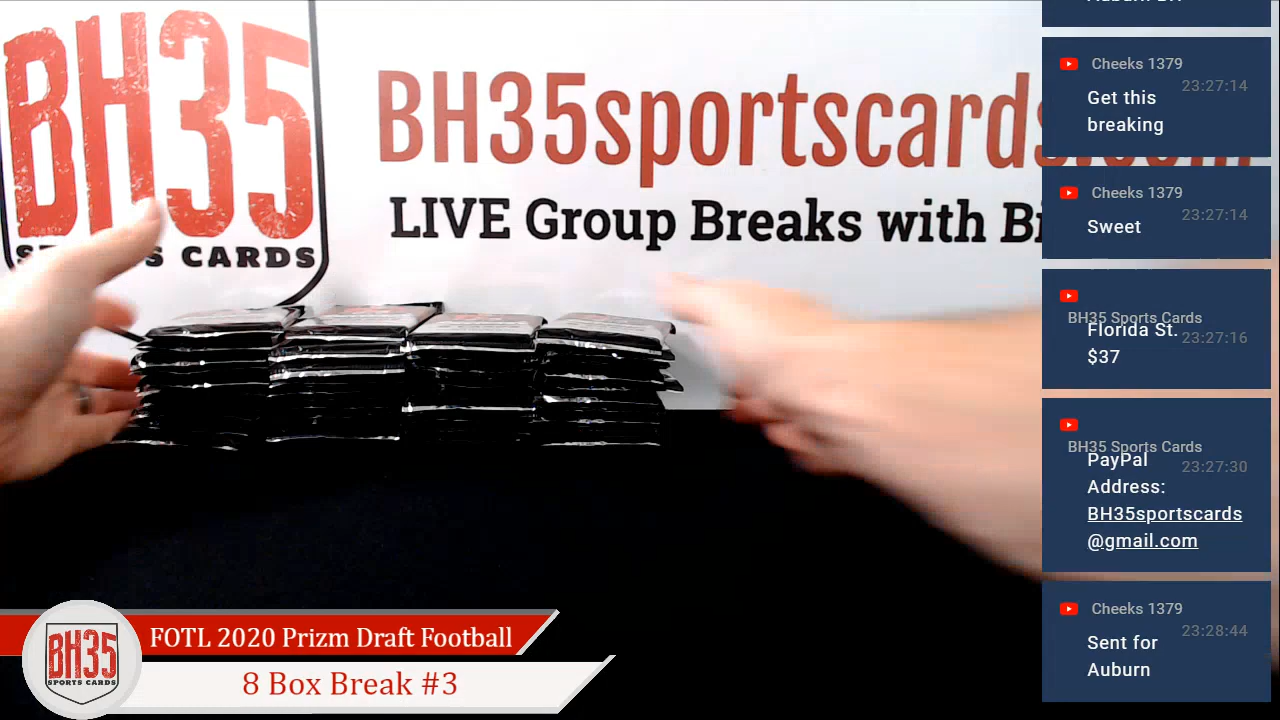 BH35
SPORTS CARDS
BH35sportscards.com
LIVE Group Breaks with
Cheeks 1379
23:27:14
Get this
breaking
Cheeks 1379
23:27:14
Sweet
BH35 Sports Cards
Florida St.
23:27:16
$37
BH35 Sports Cards
PayPal
23:27:30
Address:
BH35sportscards
@gmail.com
Cheeks 1379
23:28:44
Sent for
Auburn
BH35
SPORTS CARDS
FOTL 2020 Prizm Draft Football
8 Box Break #3